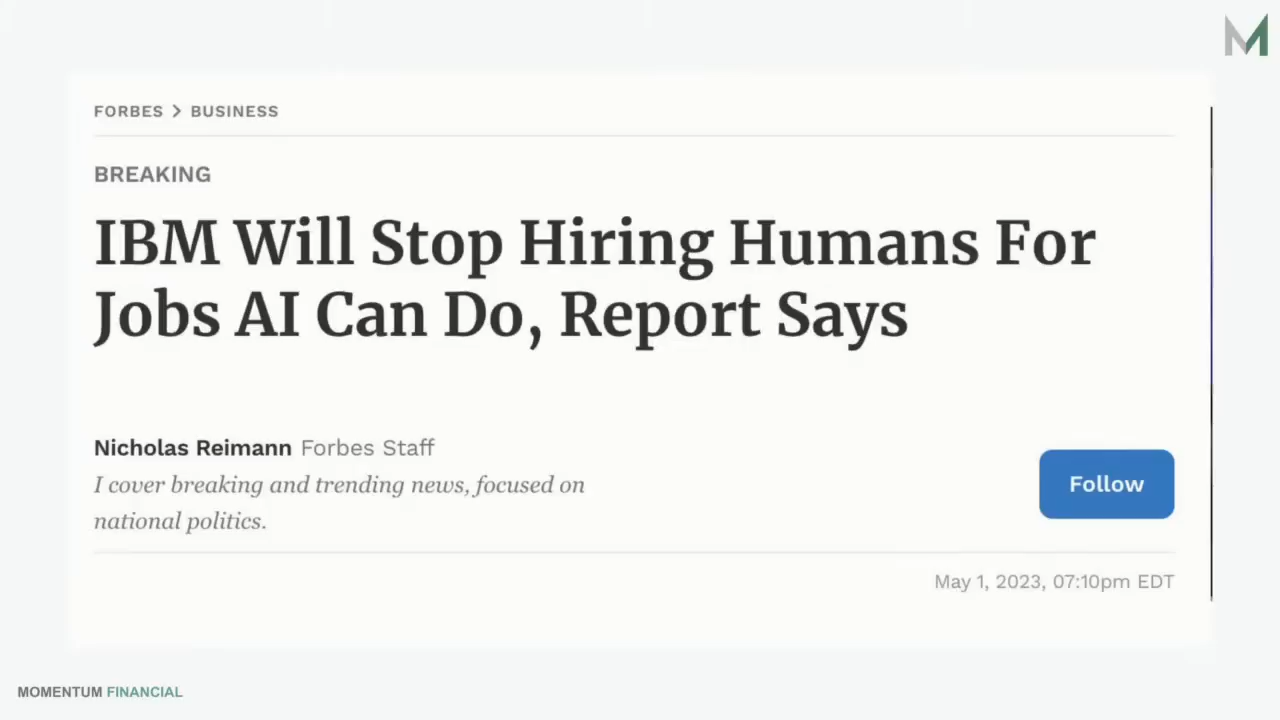 FORBES > BUSINESS
BREAKING
IBM Will Stop Hiring Humans For
Jobs AI Can Do, Report Says
Nicholas Reimann Forbes Staff
I cover breaking and trending news, focused on
national politics.
Follow
May 1, 2023, 07:10pm EDT
MOMENTUM FINANCIAL